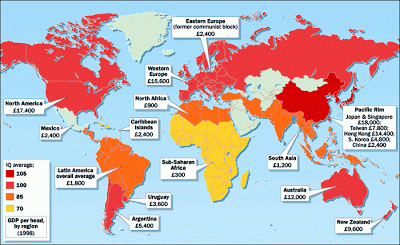 Eastern Europe
(former communist block)
£2,400
Western
Europe
£15,600
North America
£17,400
North Africa
£900
Pacific Rim
Japan & Singapore
£18,000;
Taiwan £7,800;
Hong Kong £14,400;
S. Korea £4,800;
China £2,400
Mexico
£2,400
Caribbean
Islands
£2,400
IQ average:
105
100
85
70
GDP per head,
by region
(1996)
Latin America
overall average
£1,800
Sub-Saharan
Africa
£300
South Asia
£1,200
Uruguay
£3,600
Australia
£12,000
Argentina
£5,400
New Zealand
£9,600